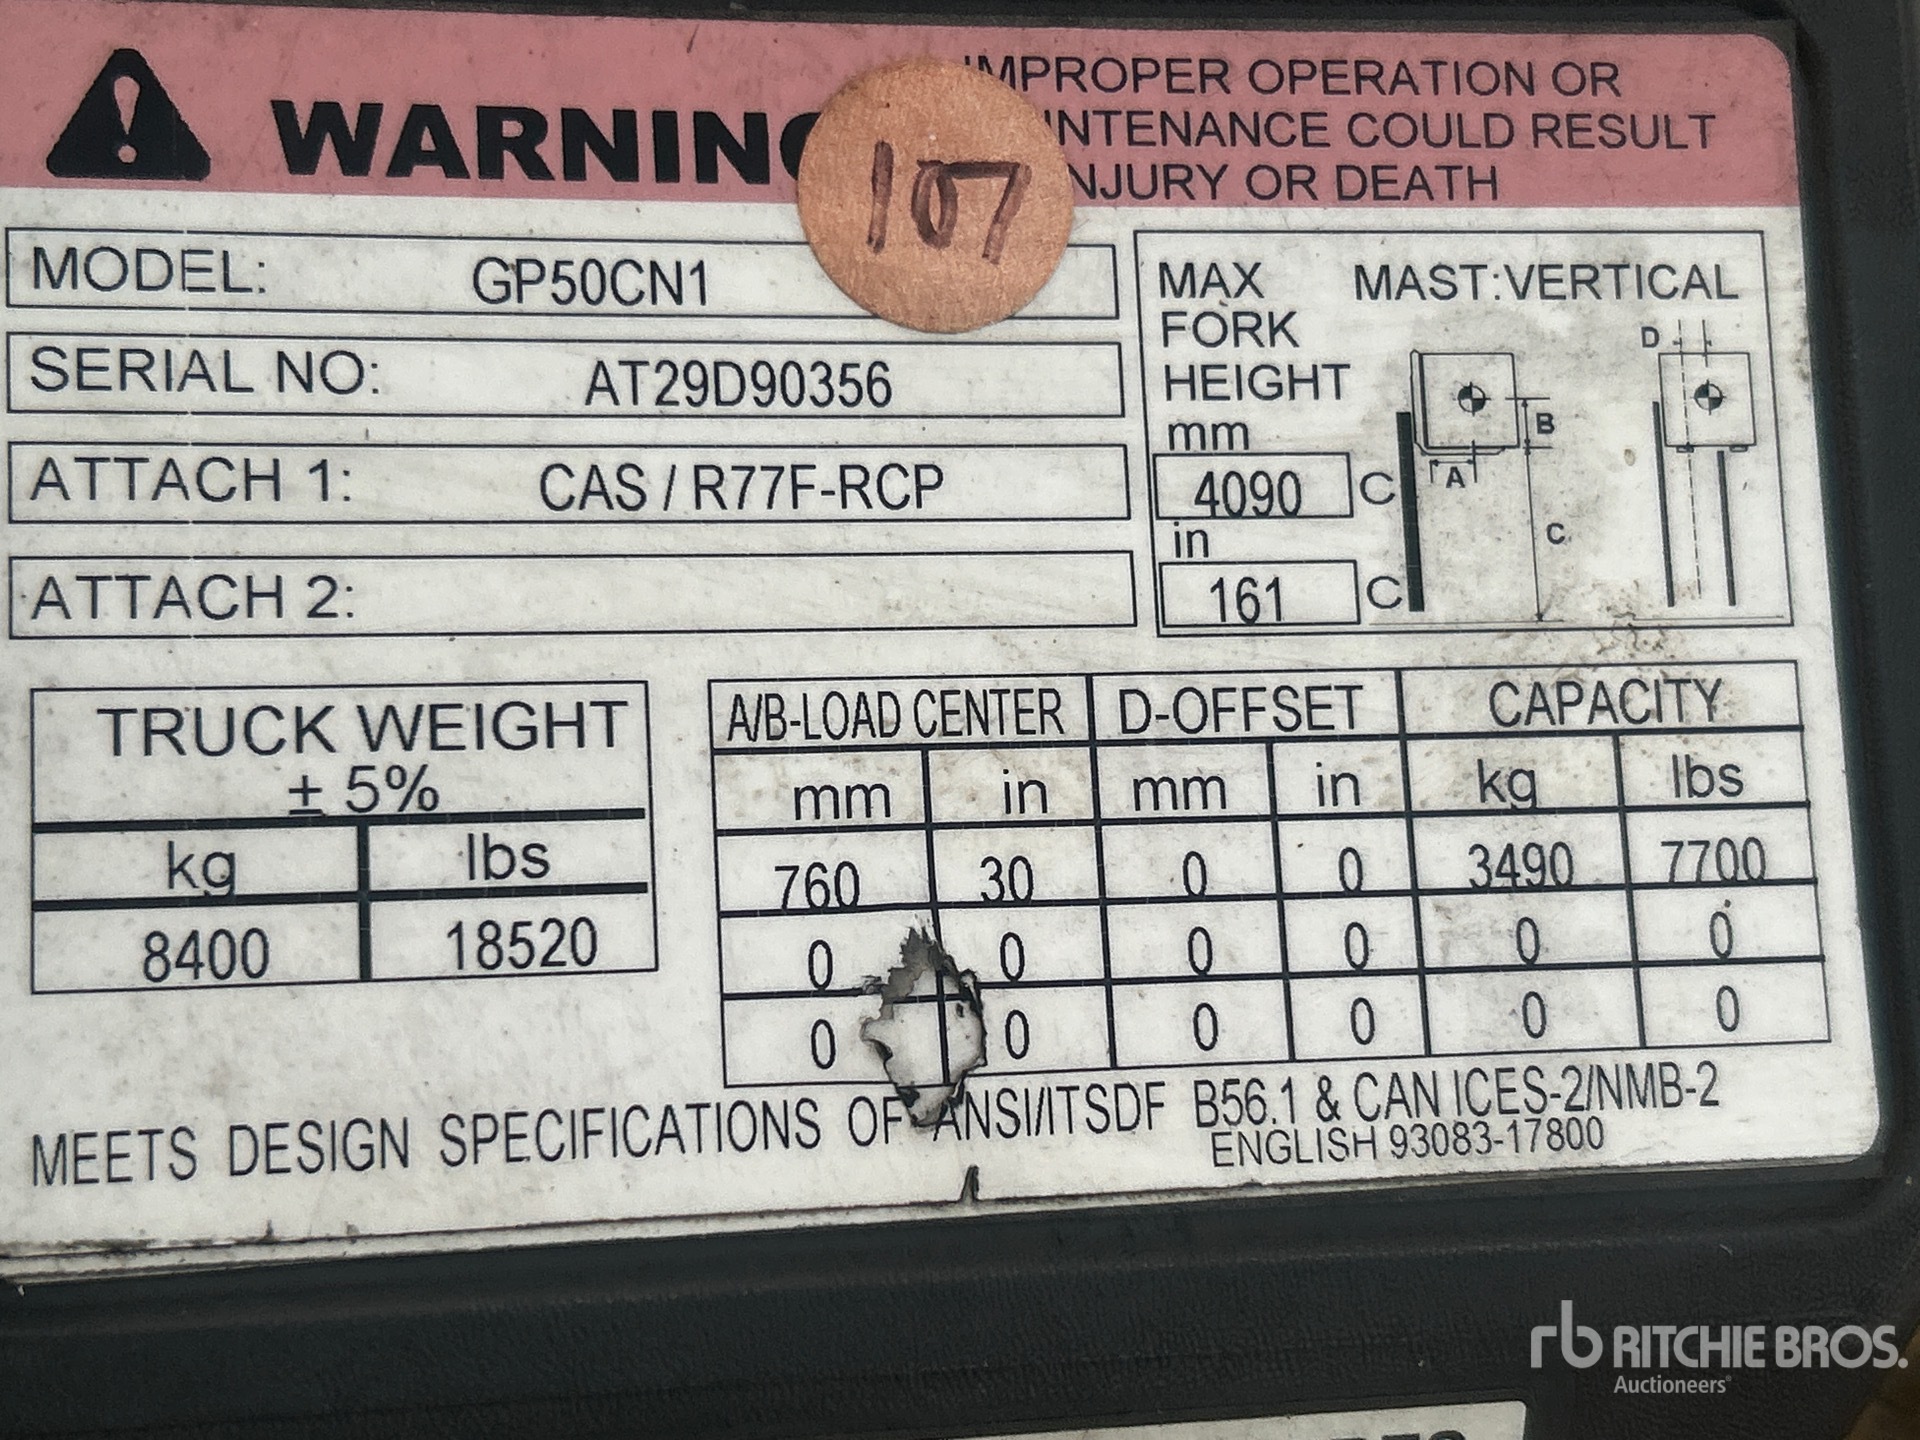 WARNING
IMPROPER OPERATION OR
INTENANCE COULD RESULT
NJURY OR DEATH
107
MODEL: GP50CN1
SERIAL NO: AT29D90356
ATTACH 1: CAS / R77F-RCP
ATTACH 2:
MAX FORK HEIGHT
MAST:VERTICAL
mm
4090 C
in
161 C
A
B
C
D
TRUCK WEIGHT
± 5%
kg lbs
8400 18520
A/B-LOAD CENTER D-OFFSET CAPACITY
mm in mm in kg lbs
760 30 0 0 3490 7700
0 0 0 0 0 0
0 0 0 0 0 0
MEETS DESIGN SPECIFICATIONS OF ANSI/ITSDF B56.1 & CAN ICES-2/NMB-2
ENGLISH 93083-17800
rb RITCHIE BROS.
Auctioneers